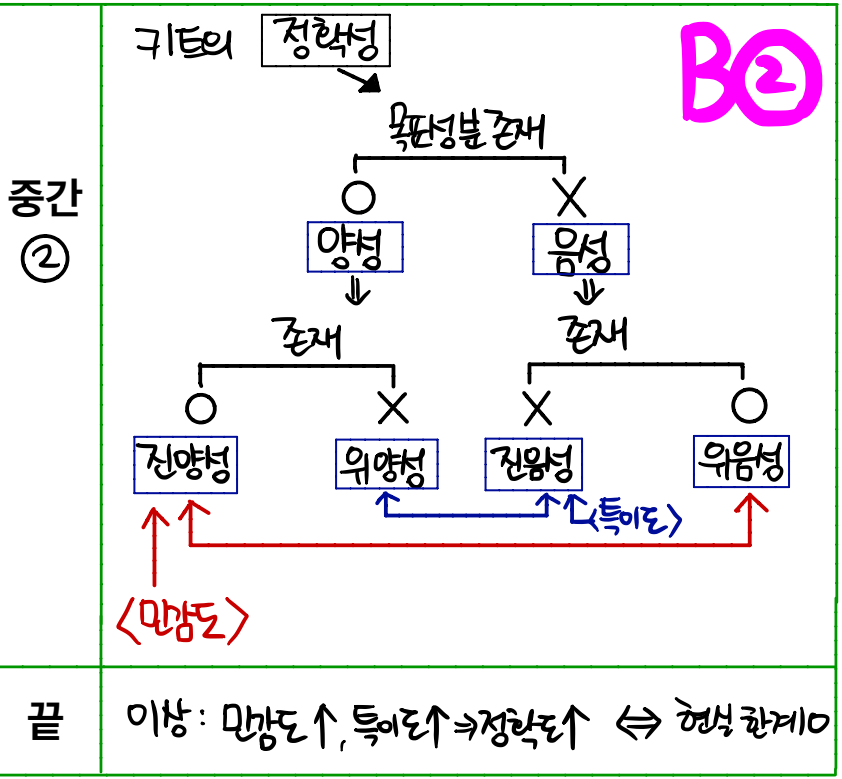 키트의 정확성
B②
목표성분 존재
○ X
양성 음성
존재 존재
○ X X ○
진양성 위양성 진음성 위음성
<특이도>
<민감도>
중간
②
끝
이상: 민감도↑, 특이도↑⇒정확도↑ ⇔ 현실 한계○